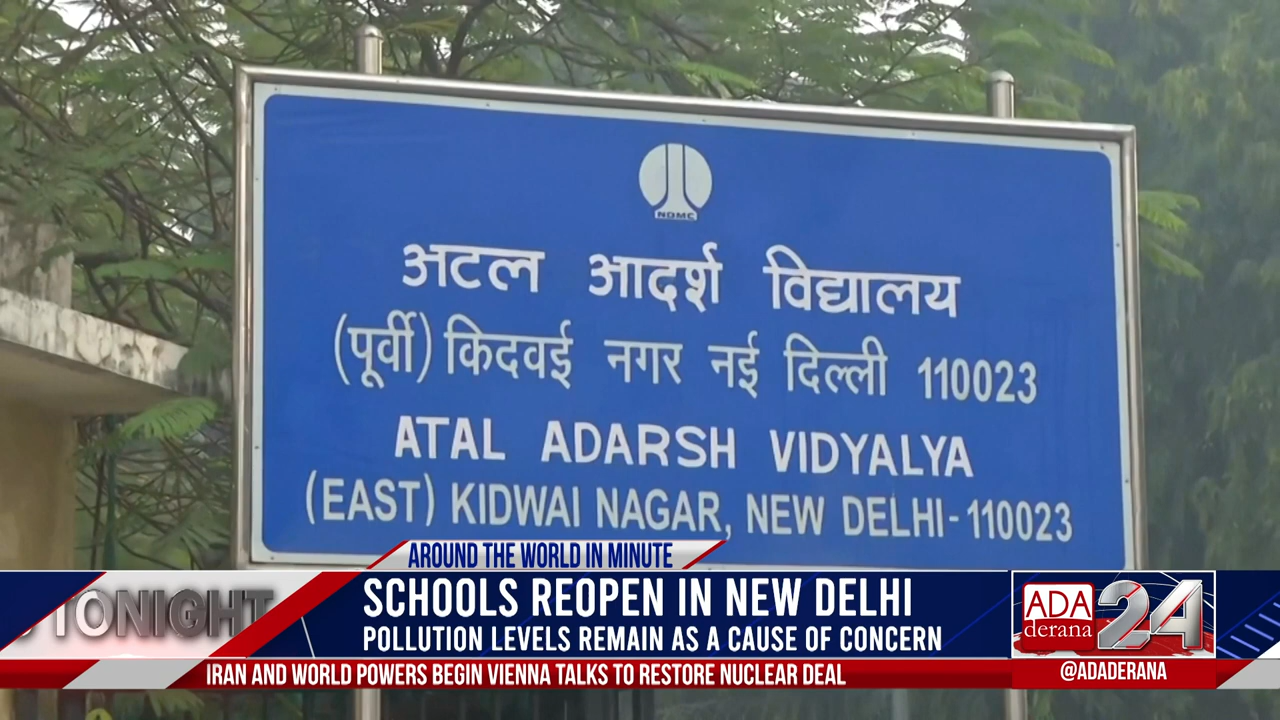 NDMC
अटल आदर्श विद्यालय
(पूर्वी) किदवई नगर नई दिल्ली 110023
ATAL ADARSH VIDYALYA
(EAST) KIDWAI NAGAR, NEW DELHI-110023
AROUND THE WORLD IN MINUTE
TONIGHT
SCHOOLS REOPEN IN NEW DELHI
POLLUTION LEVELS REMAIN AS A CAUSE OF CONCERN
ADA
derana
24
IRAN AND WORLD POWERS BEGIN VIENNA TALKS TO RESTORE NUCLEAR DEAL
@ADADERANA